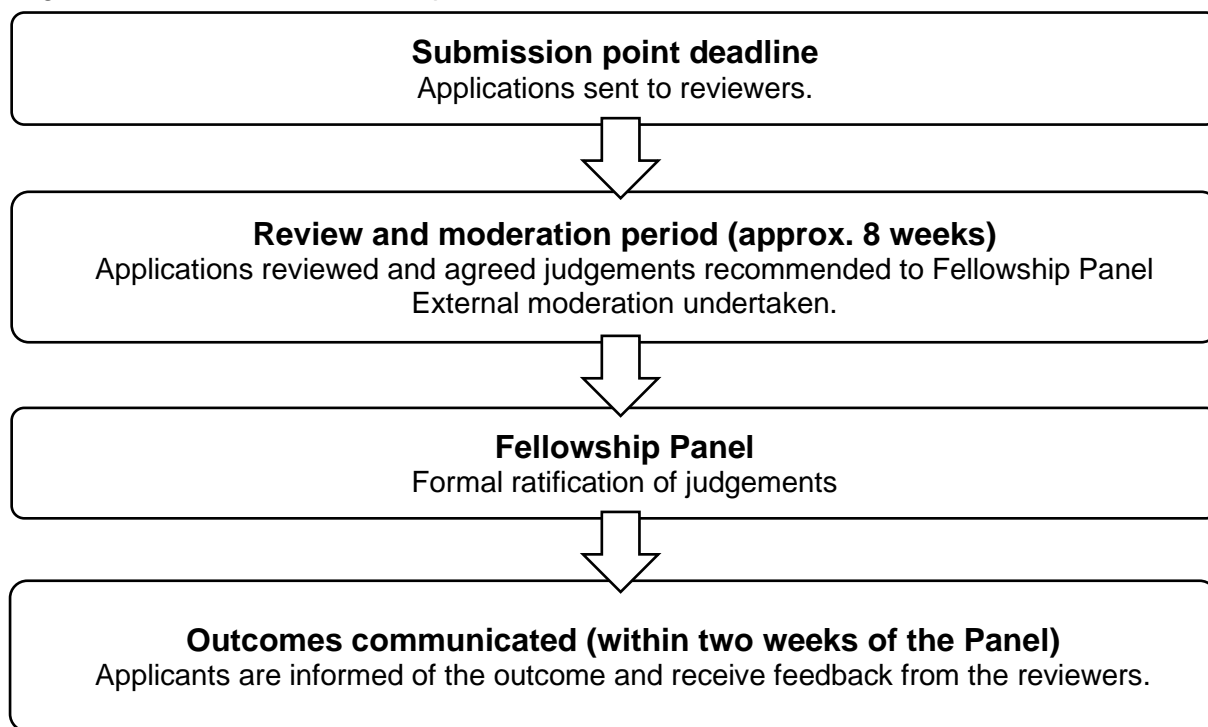 Submission point deadline
Applications sent to reviewers.
Review and moderation period (approx. 8 weeks)
Applications reviewed and agreed judgements recommended to Fellowship Panel
External moderation undertaken.
Fellowship Panel
Formal ratification of judgements
Outcomes communicated (within two weeks of the Panel)
Applicants are informed of the outcome and receive feedback from the reviewers.